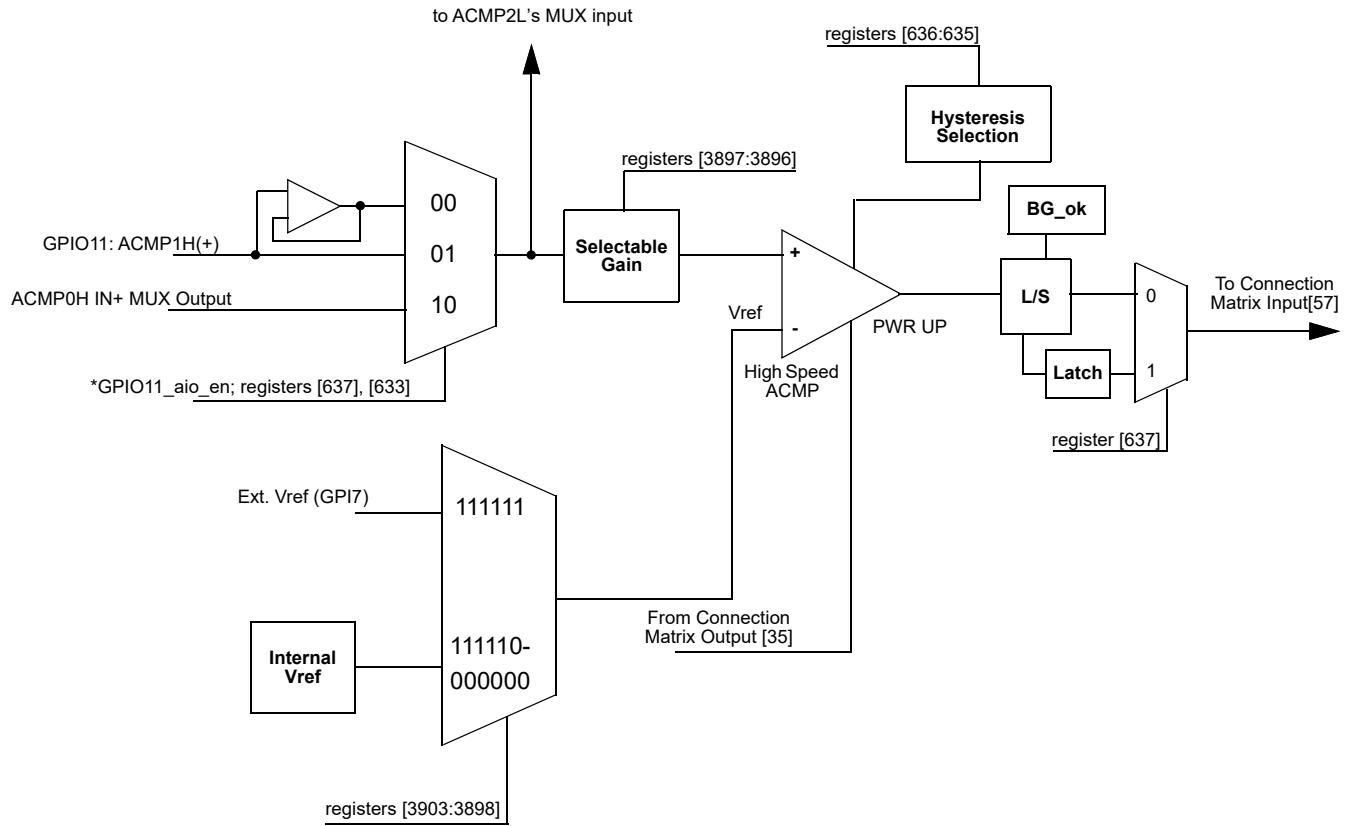 to ACMP2L's MUX input
registers [636:635]
Hysteresis
Selection
registers [3897:3896]
00
01
10
GPIO11: ACMP1H(+)
ACMP0H IN+ MUX Output
*GPIO11_aio_en; registers [637], [633]
Selectable
Gain
+
-
Vref
High Speed
ACMP
PWR UP
BG_ok
L/S
Latch
0
1
To Connection
Matrix Input[57]
register [637]
Ext. Vref (GPI7)
111111
Internal
Vref
111110-
000000
From Connection
Matrix Output [35]
registers [3903:3898]